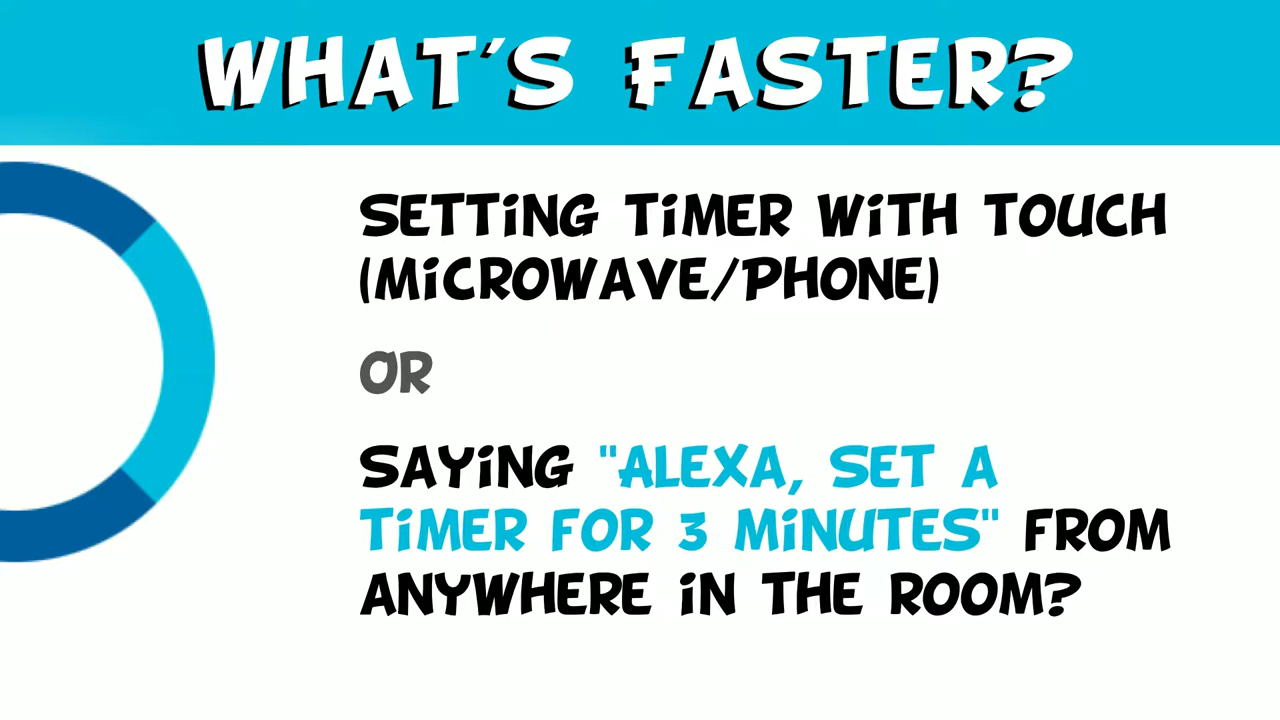 WHAT'S FASTER?
SETTiNG TiMER WiTH TOUCH
(MiCROWAVE/PHONE)
OR
SAYiNG "ALEXA, SET A
TiMER FOR 3 MiNUTES" FROM
ANYWHERE iN THE ROOM?